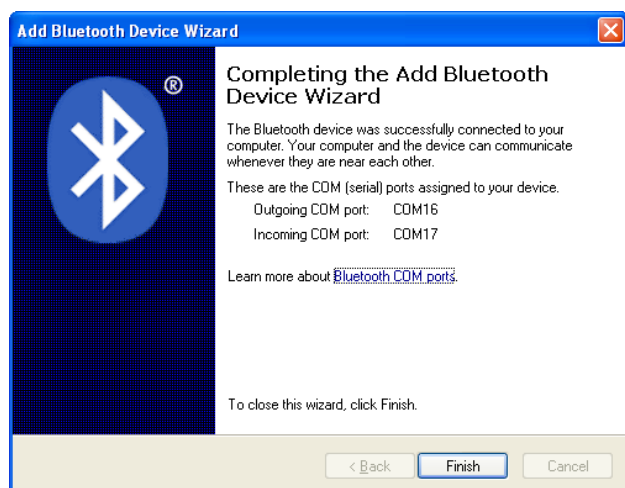 Add Bluetooth Device Wizard
®
Completing the Add Bluetooth
Device Wizard
The Bluetooth device was successfully connected to your
computer. Your computer and the device can communicate
whenever they are near each other.
These are the COM (serial) ports assigned to your device.
Outgoing COM port: COM16
Incoming COM port: COM17
Learn more about Bluetooth COM ports.
To close this wizard, click Finish.
< Back Finish Cancel